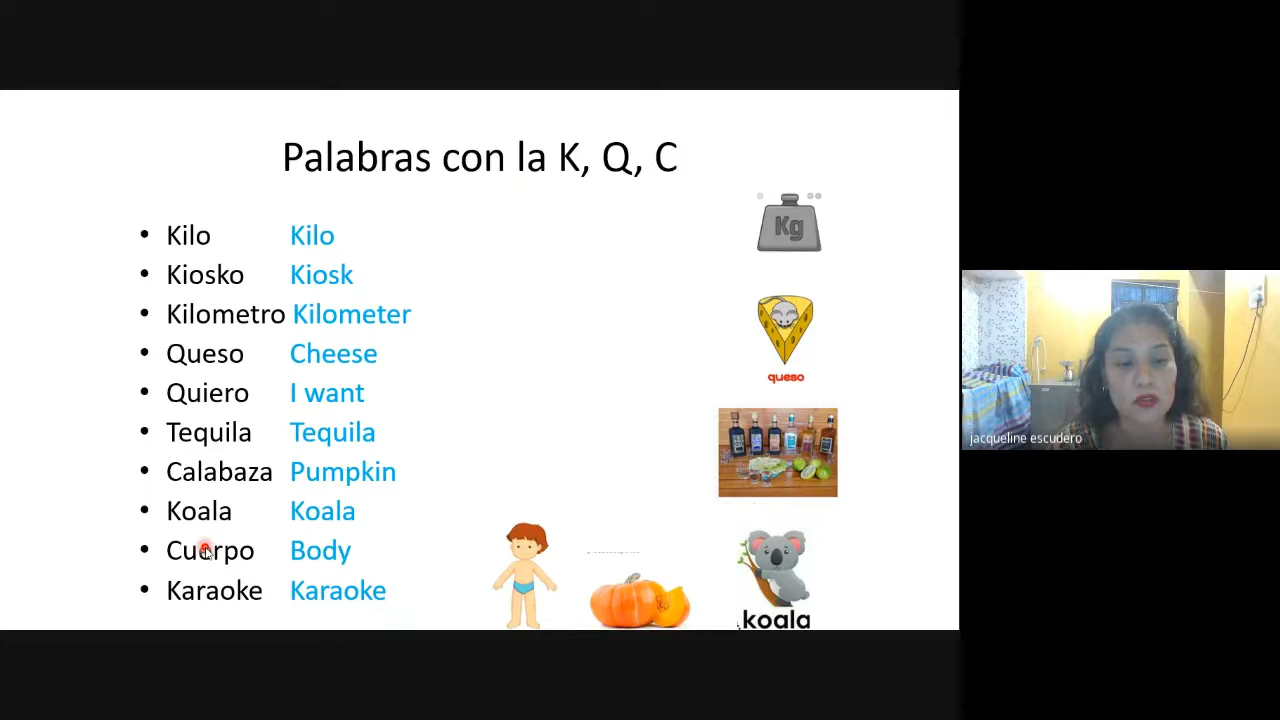 Palabras con la K, Q, C
Kilo Kilo
Kiosko Kiosk
Kilometro Kilometer
Queso Cheese
Quiero I want
Tequila Tequila
Calabaza Pumpkin
Koala Koala
Cuerpo Body
Karaoke Karaoke
Kg
queso
koala
jacqueline escudero